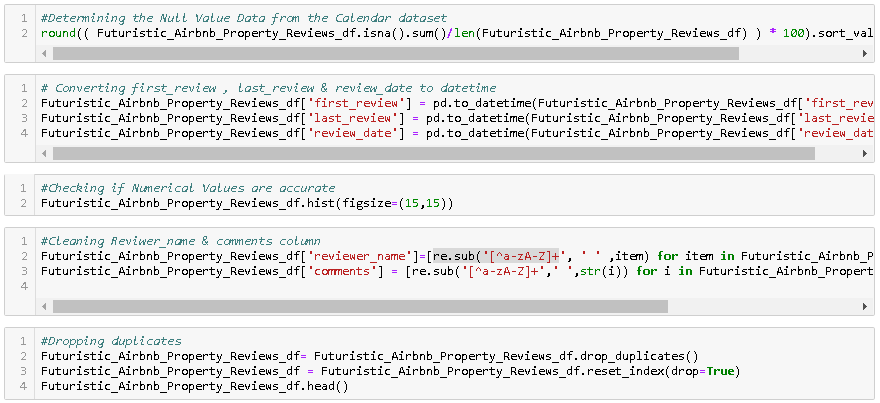 1 #Determining the Null Value Data from the Calendar dataset
2 round(( Futuristic_Airbnb_Property_Reviews_df.isna().sum()/len(Futuristic_Airbnb_Property_Reviews_df) ) * 100).sort_val
1 # Converting first_review , last_review & review_date to datetime
2 Futuristic_Airbnb_Property_Reviews_df['first_review'] = pd.to_datetime(Futuristic_Airbnb_Property_Reviews_df['first_rev
3 Futuristic_Airbnb_Property_Reviews_df['last_review'] = pd.to_datetime(Futuristic_Airbnb_Property_Reviews_df['last_revie
4 Futuristic_Airbnb_Property_Reviews_df['review_date'] = pd.to_datetime(Futuristic_Airbnb_Property_Reviews_df['review_dat
1 #Checking if Numerical Values are accurate
2 Futuristic_Airbnb_Property_Reviews_df.hist(figsize=(15,15))
1 #Cleaning Reviwer_name & comments column
2 Futuristic_Airbnb_Property_Reviews_df['reviewer_name']=[re.sub('[^a-zA-Z]+', ' ' ,item) for item in Futuristic_Airbnb_P
3 Futuristic_Airbnb_Property_Reviews_df['comments'] = [re.sub('[^a-zA-Z]+',' ',str(i)) for i in Futuristic_Airbnb_Propert
4
1 #Dropping duplicates
2 Futuristic_Airbnb_Property_Reviews_df= Futuristic_Airbnb_Property_Reviews_df.drop_duplicates()
3 Futuristic_Airbnb_Property_Reviews_df = Futuristic_Airbnb_Property_Reviews_df.reset_index(drop=True)
4 Futuristic_Airbnb_Property_Reviews_df.head()